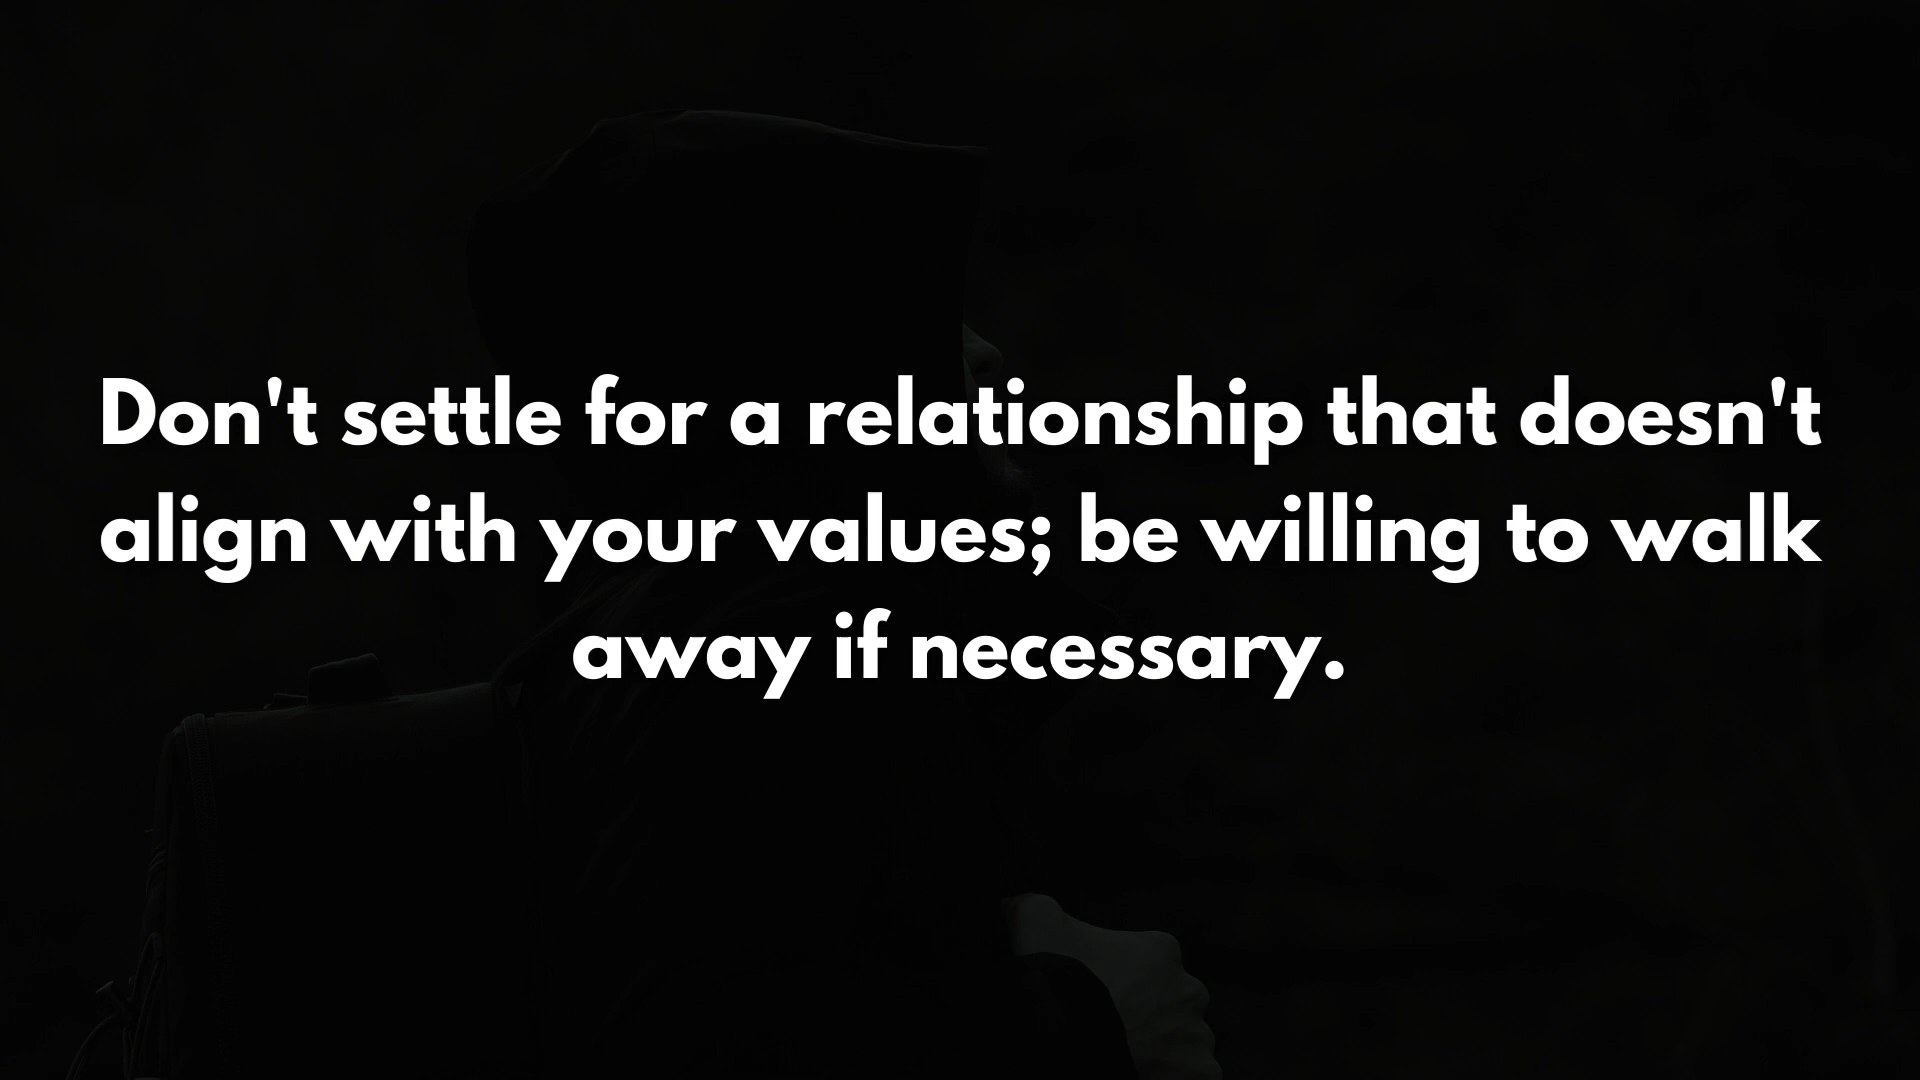 Don't settle for a relationship that doesn't
align with your values; be willing to walk
away if necessary.